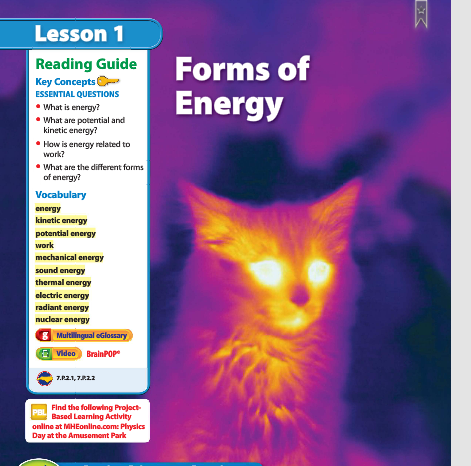 Lesson 1
Reading Guide
Key Concepts
ESSENTIAL QUESTIONS
• What is energy?
• What are potential and
kinetic energy?
• How is energy related to
work?
• What are the different forms
of energy?
Vocabulary
energy
kinetic energy
potential energy
work
mechanical energy
sound energy
thermal energy
electric energy
radiant energy
nuclear energy
g Multilingual eGlossary
Video BrainPOP®
7.P.2.1, 7.P.2.2
PBL Find the following Project-
Based Learning Activity
online at MHEonline.com: Physics
Day at the Amusement Park
Forms of
Energy